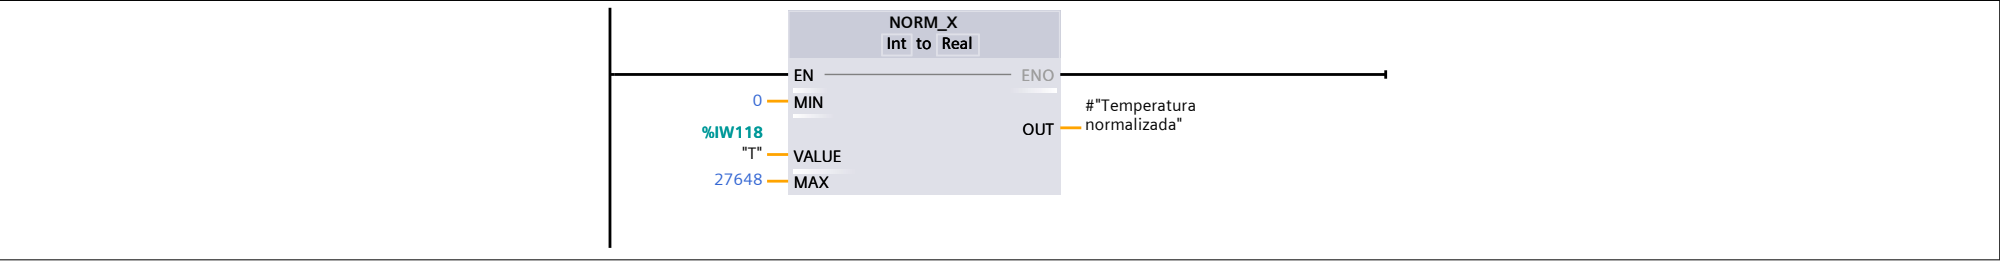 NORM_X
Int to Real
EN
ENO
0
MIN
#"Temperatura
normalizada"
%IW118
OUT
"T"
VALUE
27648
MAX